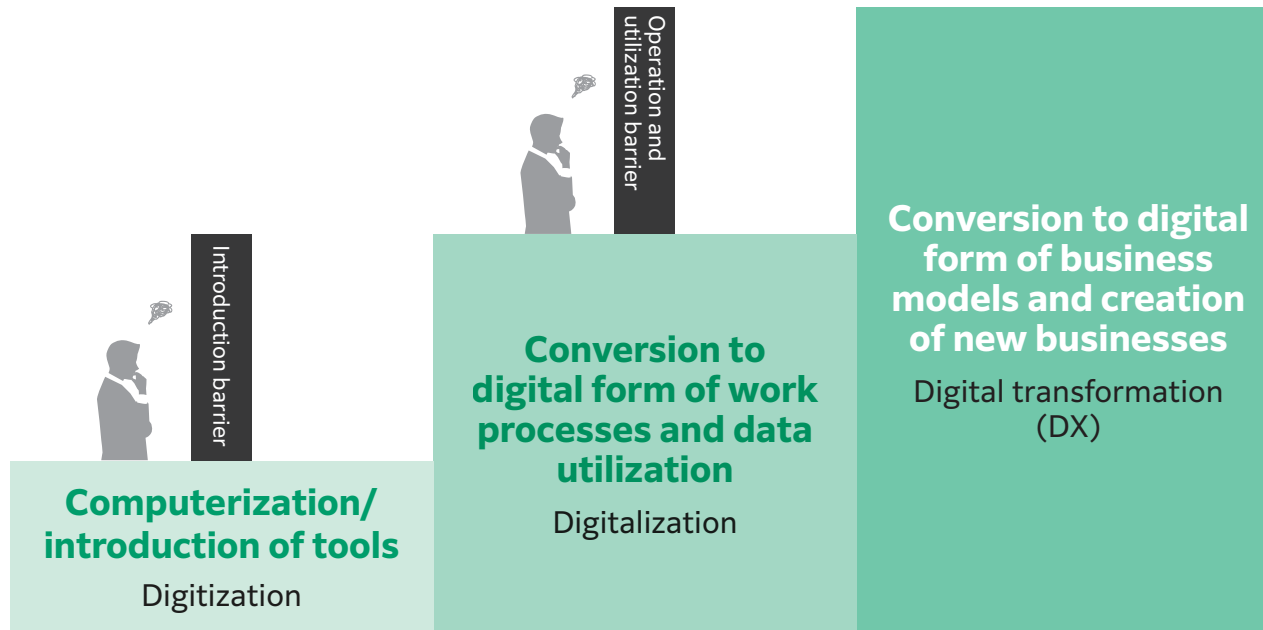 Introduction barrier
Computerization/
introduction of tools
Digitization
Operation and
utilization barrier
Conversion to
digital form of work
processes and data
utilization
Digitalization
Conversion to digital
form of business
models and creation
of new businesses
Digital transformation
(DX)